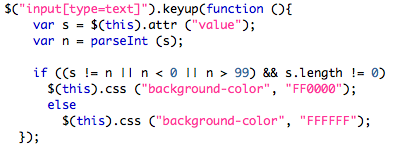 $("input[type=text]").keyup(function (){
var s = $(this).attr ("value");
var n = parseInt (s);
if ((s != n || n < 0 || n > 99) && s.length != 0)
$(this).css ("background-color", "FF0000");
else
$(this).css ("background-color", "FFFFFF");
});